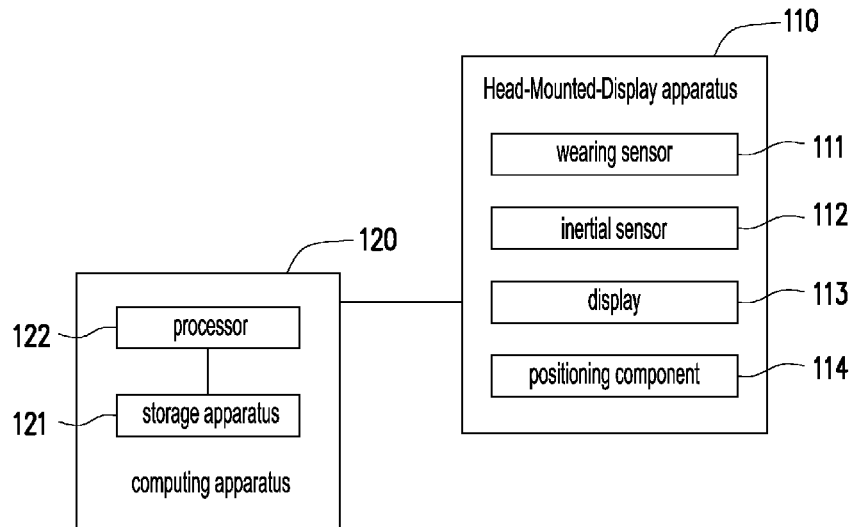 110
Head-Mounted-Display apparatus
wearing sensor
111
inertial sensor
112
display
113
positioning component
114
120
processor
122
storage apparatus
121
computing apparatus